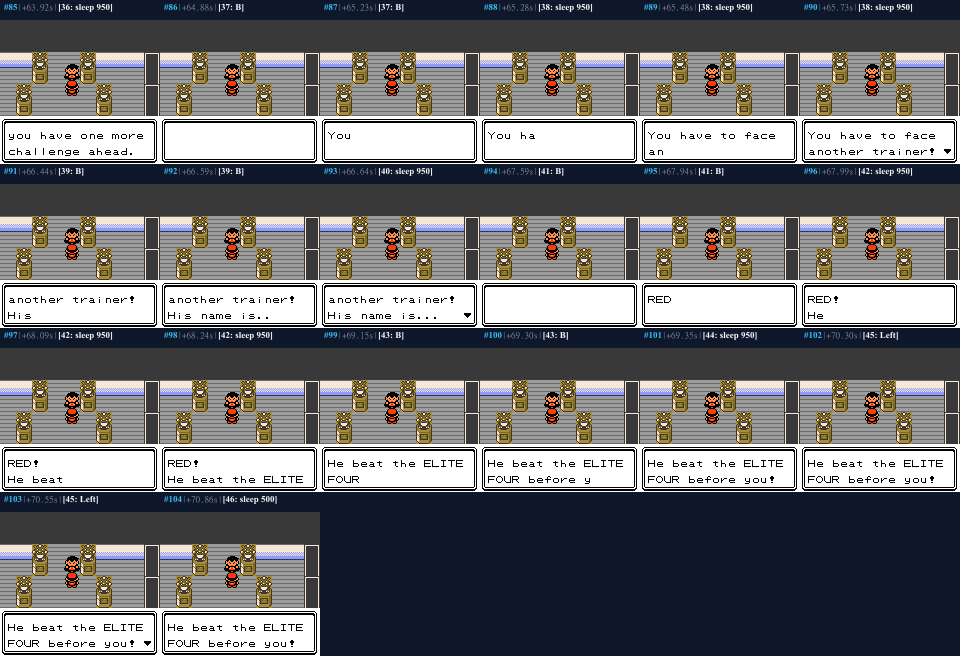 #85|+63.92s|[36: sleep 950]
you have one more
challenge ahead.
#86|+64.88s|[37: B]
#87|+65.23s|[37: B]
You
#88|+65.28s|[38: sleep 950]
You ha
#89|+65.48s|[38: sleep 950]
You have to face
an
#90|+65.73s|[38: sleep 950]
You have to face
another trainer!
#91|+66.44s|[39: B]
another trainer!
His
#92|+66.59s|[39: B]
another trainer!
His name is..
#93|+66.64s|[40: sleep 950]
another trainer!
His name is...
#94|+67.59s|[41: B]
#95|+67.94s|[41: B]
RED
#96|+67.99s|[42: sleep 950]
RED!
He
#97|+68.09s|[42: sleep 950]
RED!
He beat
#98|+68.24s|[42: sleep 950]
RED!
He beat the ELITE
#99|+69.15s|[43: B]
He beat the ELITE
FOUR
#100|+69.30s|[43: B]
He beat the ELITE
FOUR before y
#101|+69.35s|[44: sleep 950]
He beat the ELITE
FOUR before you!
#102|+70.30s|[45: Left]
He beat the ELITE
FOUR before you!
#103|+70.55s|[45: Left]
He beat the ELITE
FOUR before you!
#104|+70.86s|[46: sleep 500]
He beat the ELITE
FOUR before you!